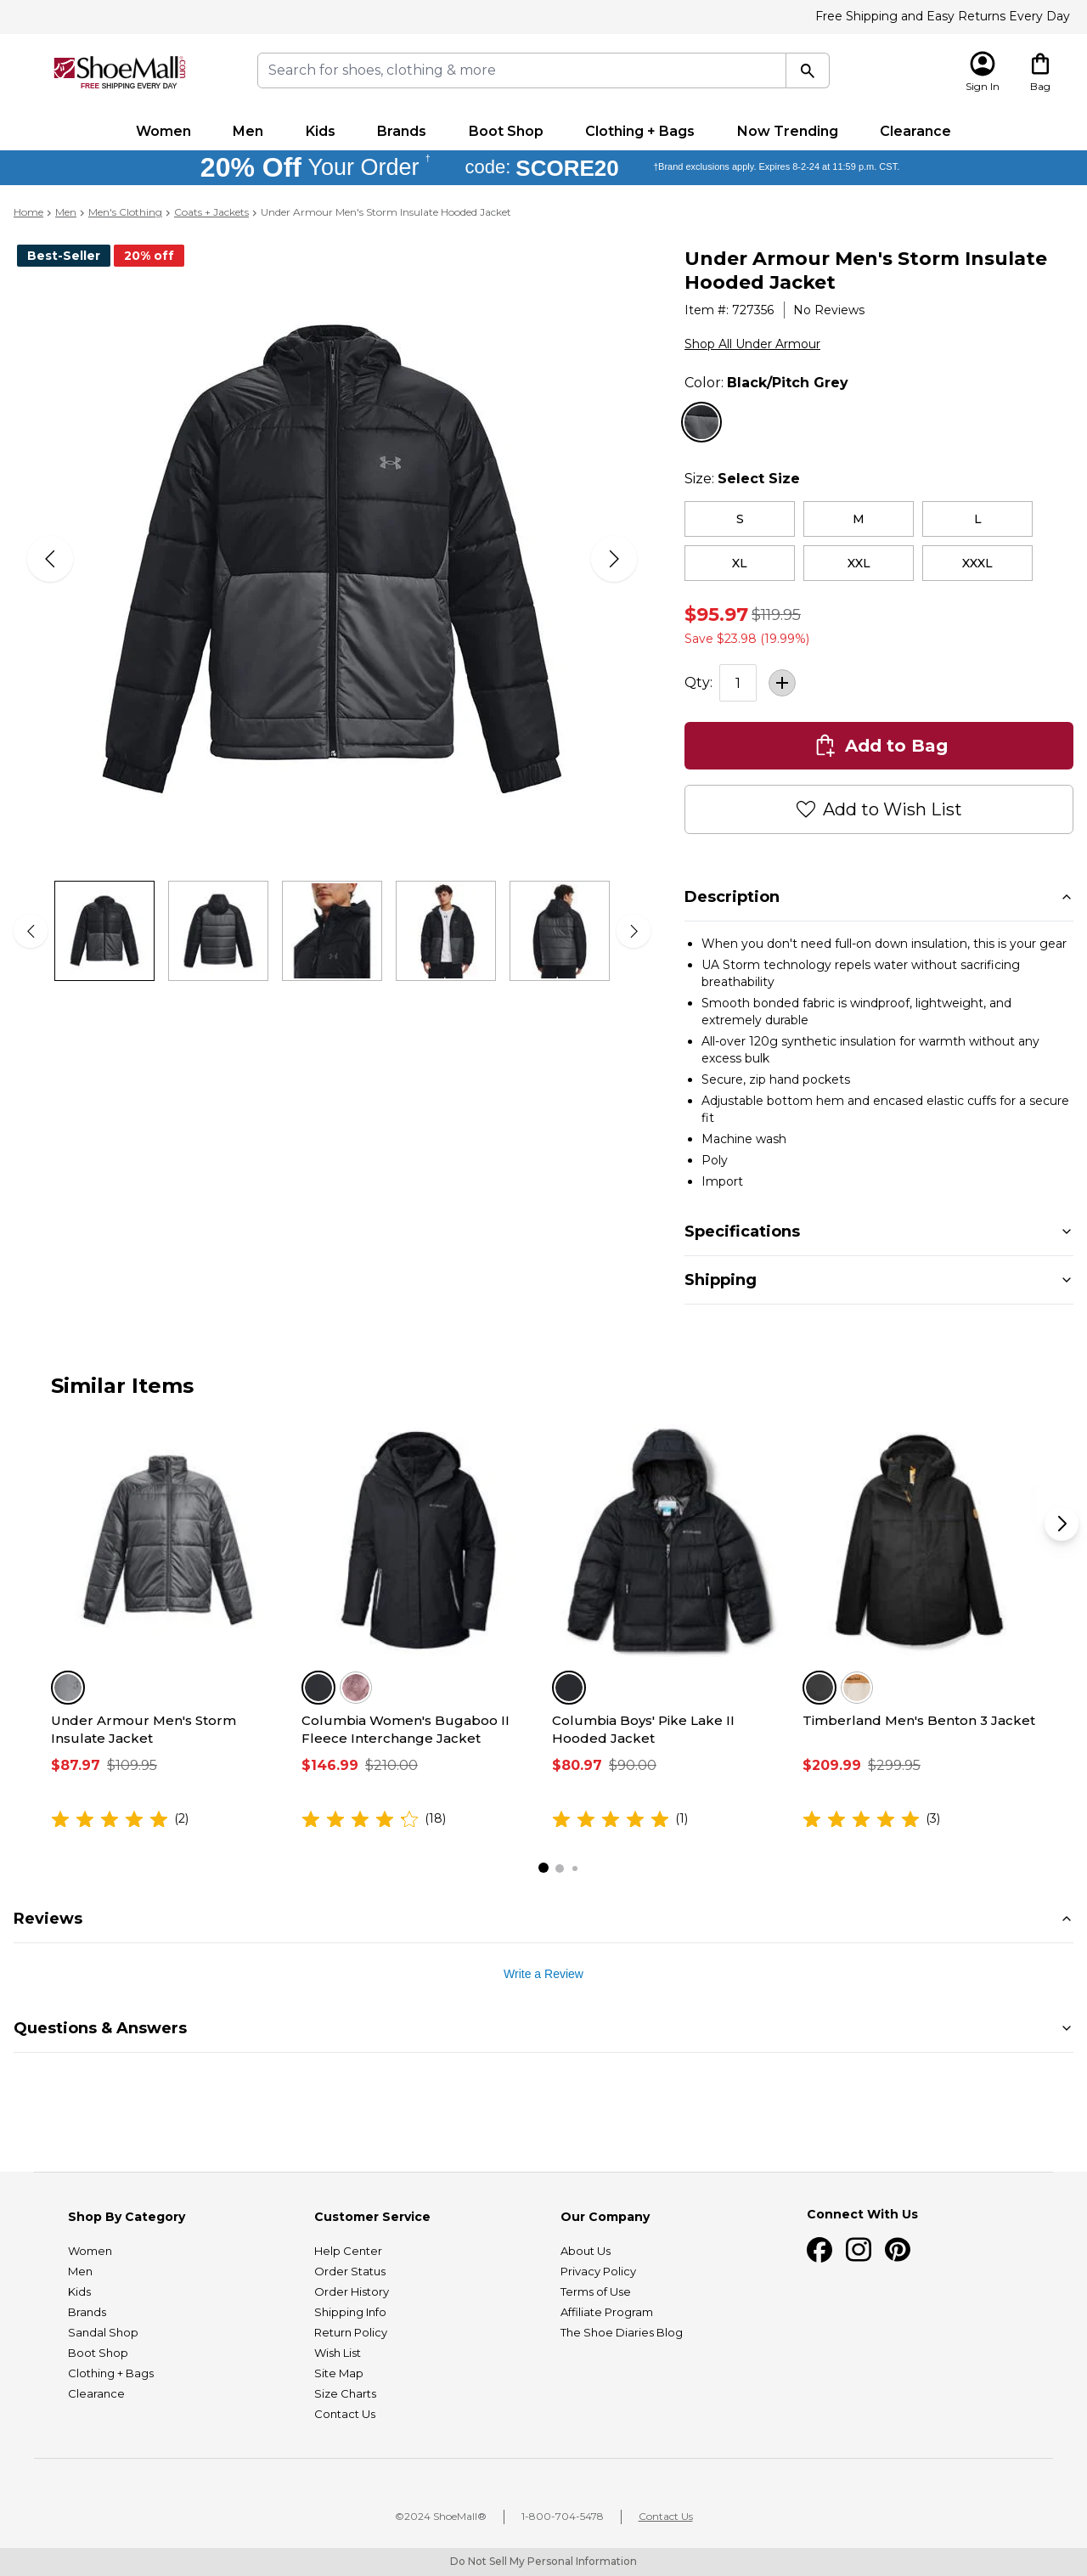 Free Shipping and Easy Returns Every Day
ShoeMall.com
FREE SHIPPING EVERY DAY
Search for shoes, clothing & more
Sign In
Bag
Women
Men
Kids
Brands
Boot Shop
Clothing + Bags
Now Trending
Clearance
20% Off Your Order † code: SCORE20 †Brand exclusions apply. Expires 8-2-24 at 11:59 p.m. CST.
Home > Men > Men's Clothing > Coats + Jackets > Under Armour Men's Storm Insulate Hooded Jacket
Best-Seller
20% off
Under Armour Men's Storm Insulate
Hooded Jacket
Item #: 727356 | No Reviews
Shop All Under Armour
Color: Black/Pitch Grey
Size: Select Size
S
M
L
XL
XXL
XXXL
$95.97 $119.95
Save $23.98 (19.99%)
Qty: 1 +
Add to Bag
Add to Wish List
Description
• When you don't need full-on down insulation, this is your gear
• UA Storm technology repels water without sacrificing
breathability
• Smooth bonded fabric is windproof, lightweight, and
extremely durable
• All-over 120g synthetic insulation for warmth without any
excess bulk
• Secure, zip hand pockets
• Adjustable bottom hem and encased elastic cuffs for a secure
fit
• Machine wash
• Poly
• Import
Specifications
Shipping
Similar Items
Under Armour Men's Storm
Insulate Jacket
$87.97 $109.95
(2)
Columbia Women's Bugaboo II
Fleece Interchange Jacket
$146.99 $210.00
(18)
Columbia Boys' Pike Lake II
Hooded Jacket
$80.97 $90.00
(1)
Timberland Men's Benton 3 Jacket
$209.99 $299.95
(3)
Reviews
Write a Review
Questions & Answers
Shop By Category
Women
Men
Kids
Brands
Sandal Shop
Boot Shop
Clothing + Bags
Clearance
Customer Service
Help Center
Order Status
Order History
Shipping Info
Return Policy
Wish List
Site Map
Size Charts
Contact Us
Our Company
About Us
Privacy Policy
Terms of Use
Affiliate Program
The Shoe Diaries Blog
Connect With Us
©2024 ShoeMall® | 1-800-704-5478 | Contact Us
Do Not Sell My Personal Information